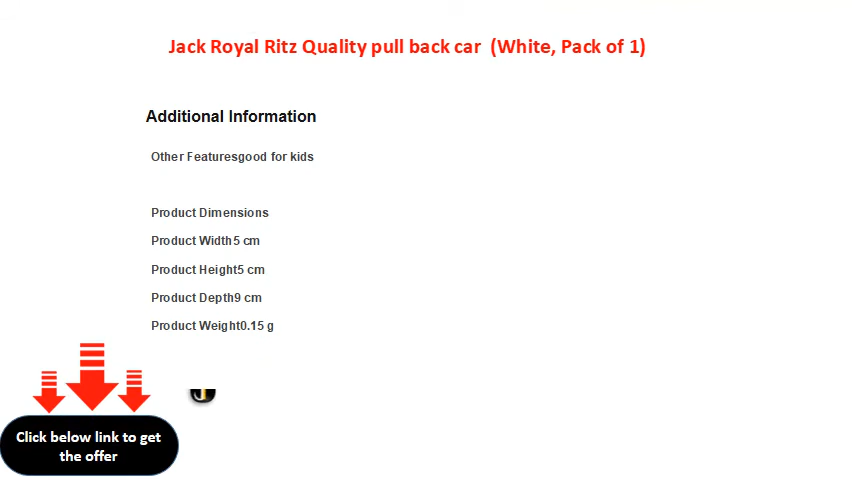 Jack Royal Ritz Quality pull back car (White, Pack of 1)
Additional Information
Other Featuresgood for kids
Product Dimensions
Product Width5 cm
Product Height5 cm
Product Depth9 cm
Product Weight0.15 g
Click below link to get
the offer